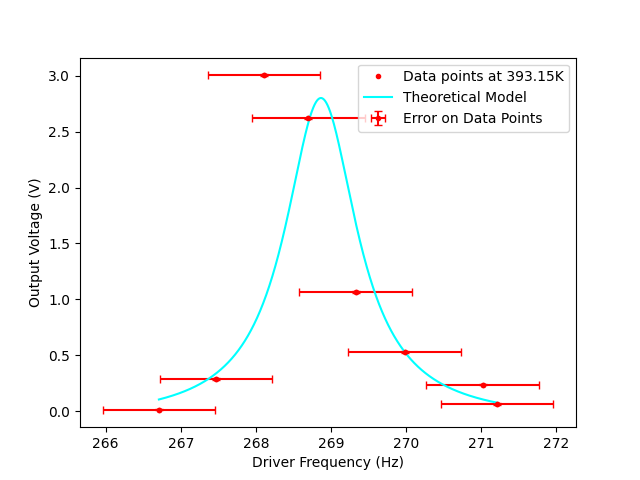 Data points at 393.15K
Theoretical Model
Error on Data Points
3.0
2.5
2.0
1.5
1.0
0.5
0.0
Output Voltage (V)
266 267 268 269 270 271 272
Driver Frequency (Hz)